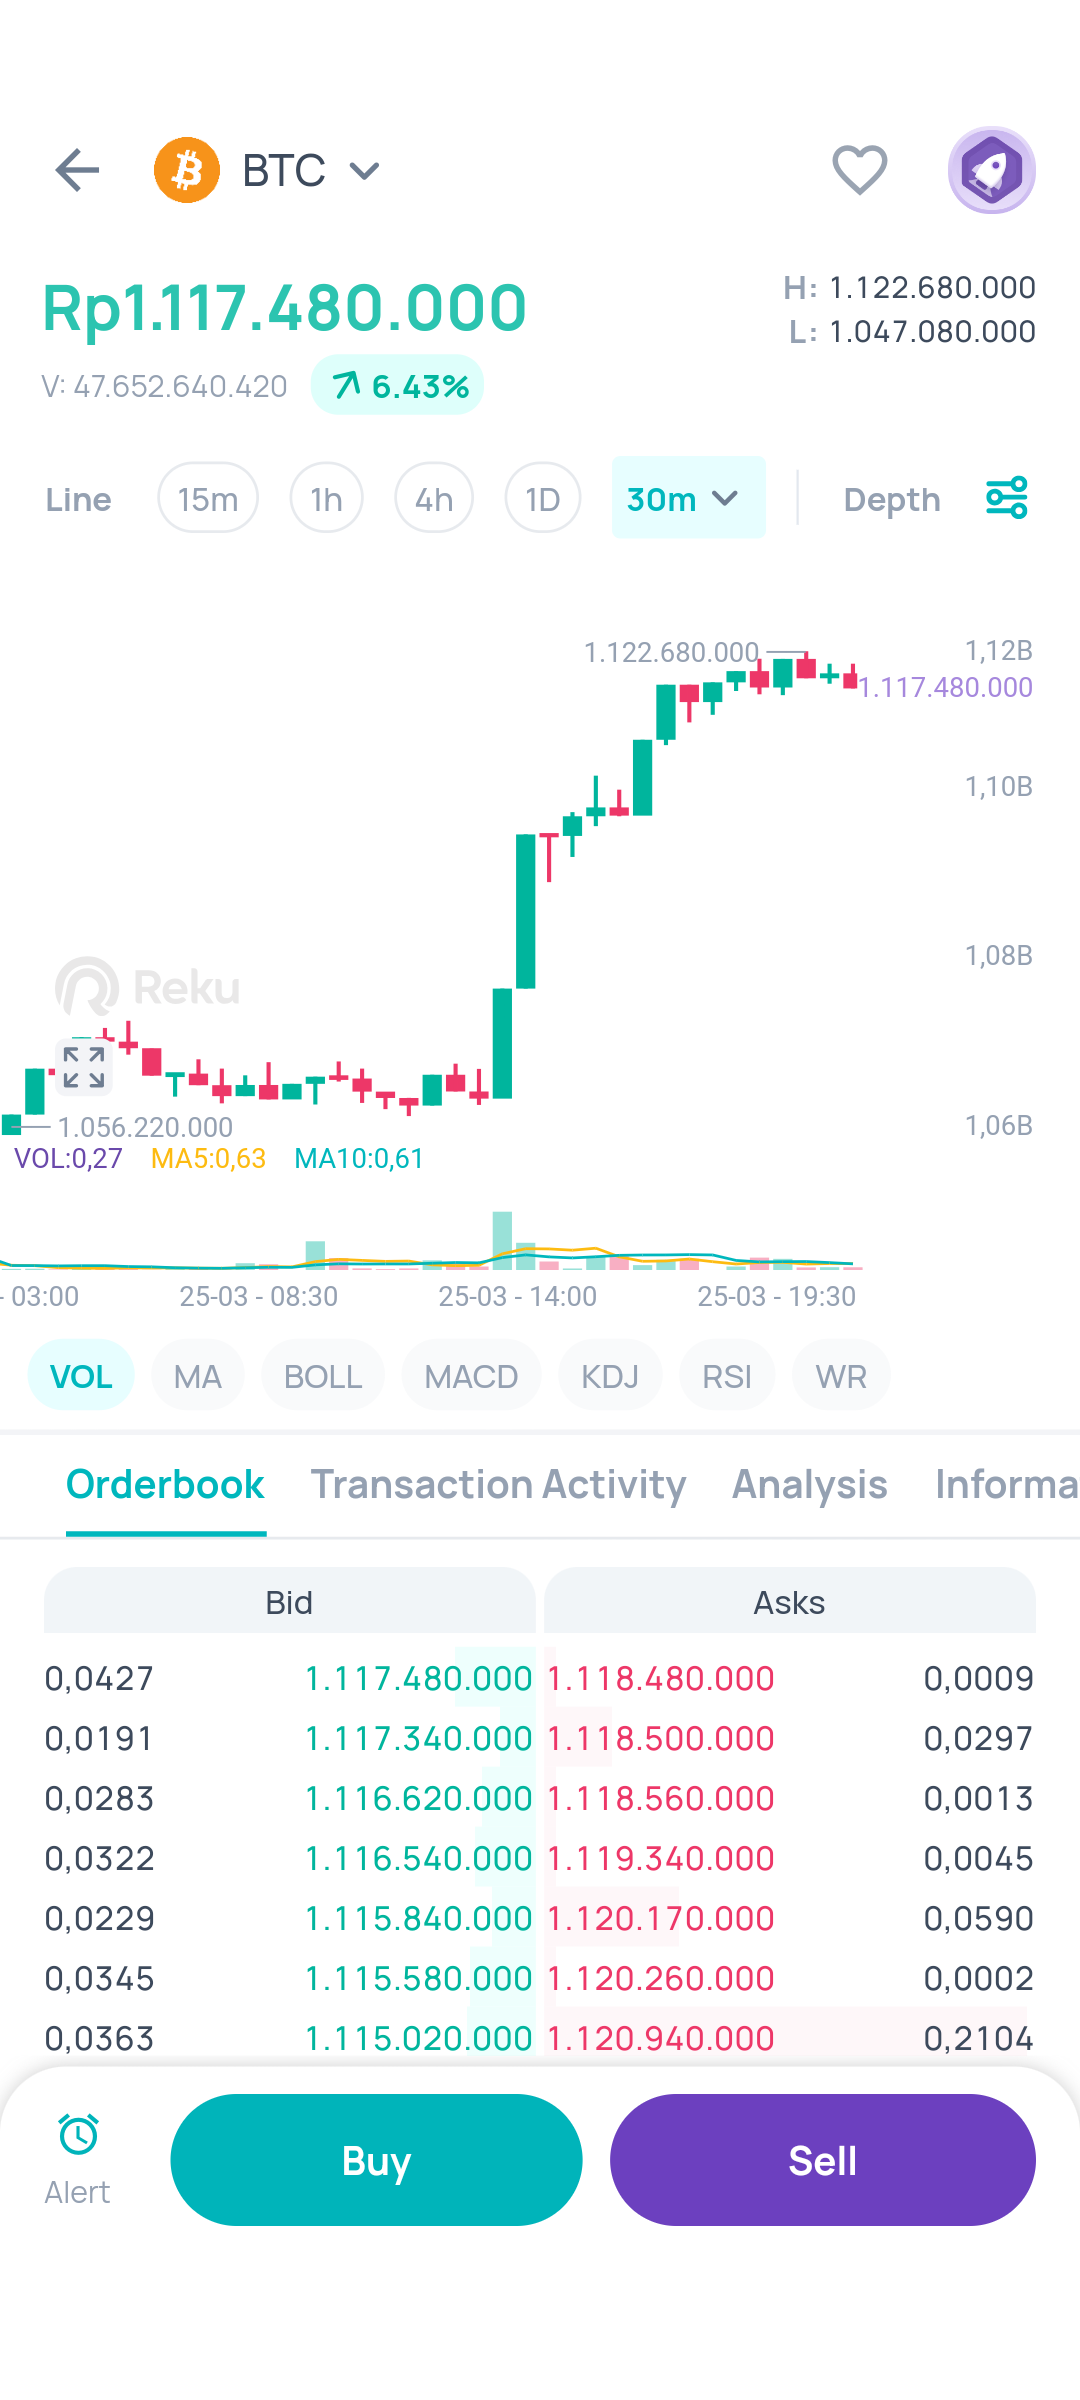 BTC
Rp1.117.480.000
H: 1.122.680.000
L: 1.047.080.000
V: 47.652.640.420 6.43%
Line 15m 1h 4h 1D 30m Depth
1.122.680.000 1,12B
1.117.480.000
1,10B
1,08B
Reku
1.056.220.000 1,06B
VOL:0,27 MA5:0,63 MA10:0,61
- 03:00 25-03 - 08:30 25-03 - 14:00 25-03 - 19:30
VOL MA BOLL MACD KDJ RSI WR
Orderbook Transaction Activity Analysis Informa
Bid Asks
0,0427 1.117.480.000 1.118.480.000 0,0009
0,0191 1.117.340.000 1.118.500.000 0,0297
0,0283 1.116.620.000 1.118.560.000 0,0013
0,0322 1.116.540.000 1.119.340.000 0,0045
0,0229 1.115.840.000 1.120.170.000 0,0590
0,0345 1.115.580.000 1.120.260.000 0,0002
0,0363 1.115.020.000 1.120.940.000 0,2104
Alert Buy Sell